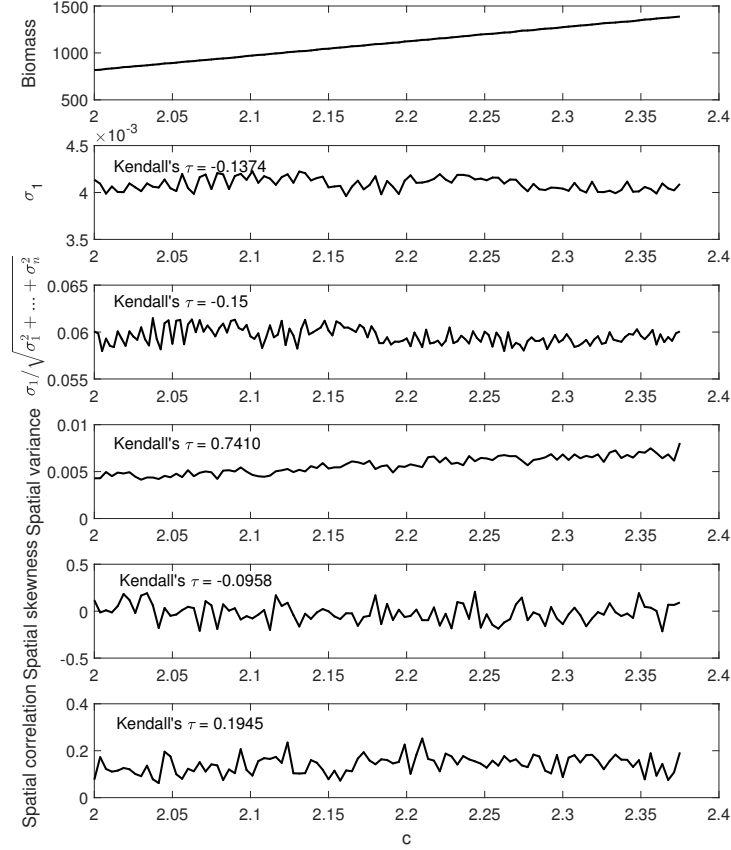 1500
1000
500
Biomass
2 2.05 2.1 2.15 2.2 2.25 2.3 2.35 2.4
×10⁻³
4.5
4
3.5
σ₁
Kendall's τ = -0.1374
2 2.05 2.1 2.15 2.2 2.25 2.3 2.35 2.4
0.065
0.06
0.055
σ₁/√σ₁² + ... + σₙ²
Kendall's τ = -0.15
2 2.05 2.1 2.15 2.2 2.25 2.3 2.35 2.4
0.01
0.005
0
Spatial variance
Kendall's τ = 0.7410
2 2.05 2.1 2.15 2.2 2.25 2.3 2.35 2.4
0.5
0
-0.5
Spatial skewness
Kendall's τ = -0.0958
2 2.05 2.1 2.15 2.2 2.25 2.3 2.35 2.4
0.4
0.2
0
Spatial correlation
Kendall's τ = 0.1945
2 2.05 2.1 2.15 2.2 2.25 2.3 2.35 2.4
c